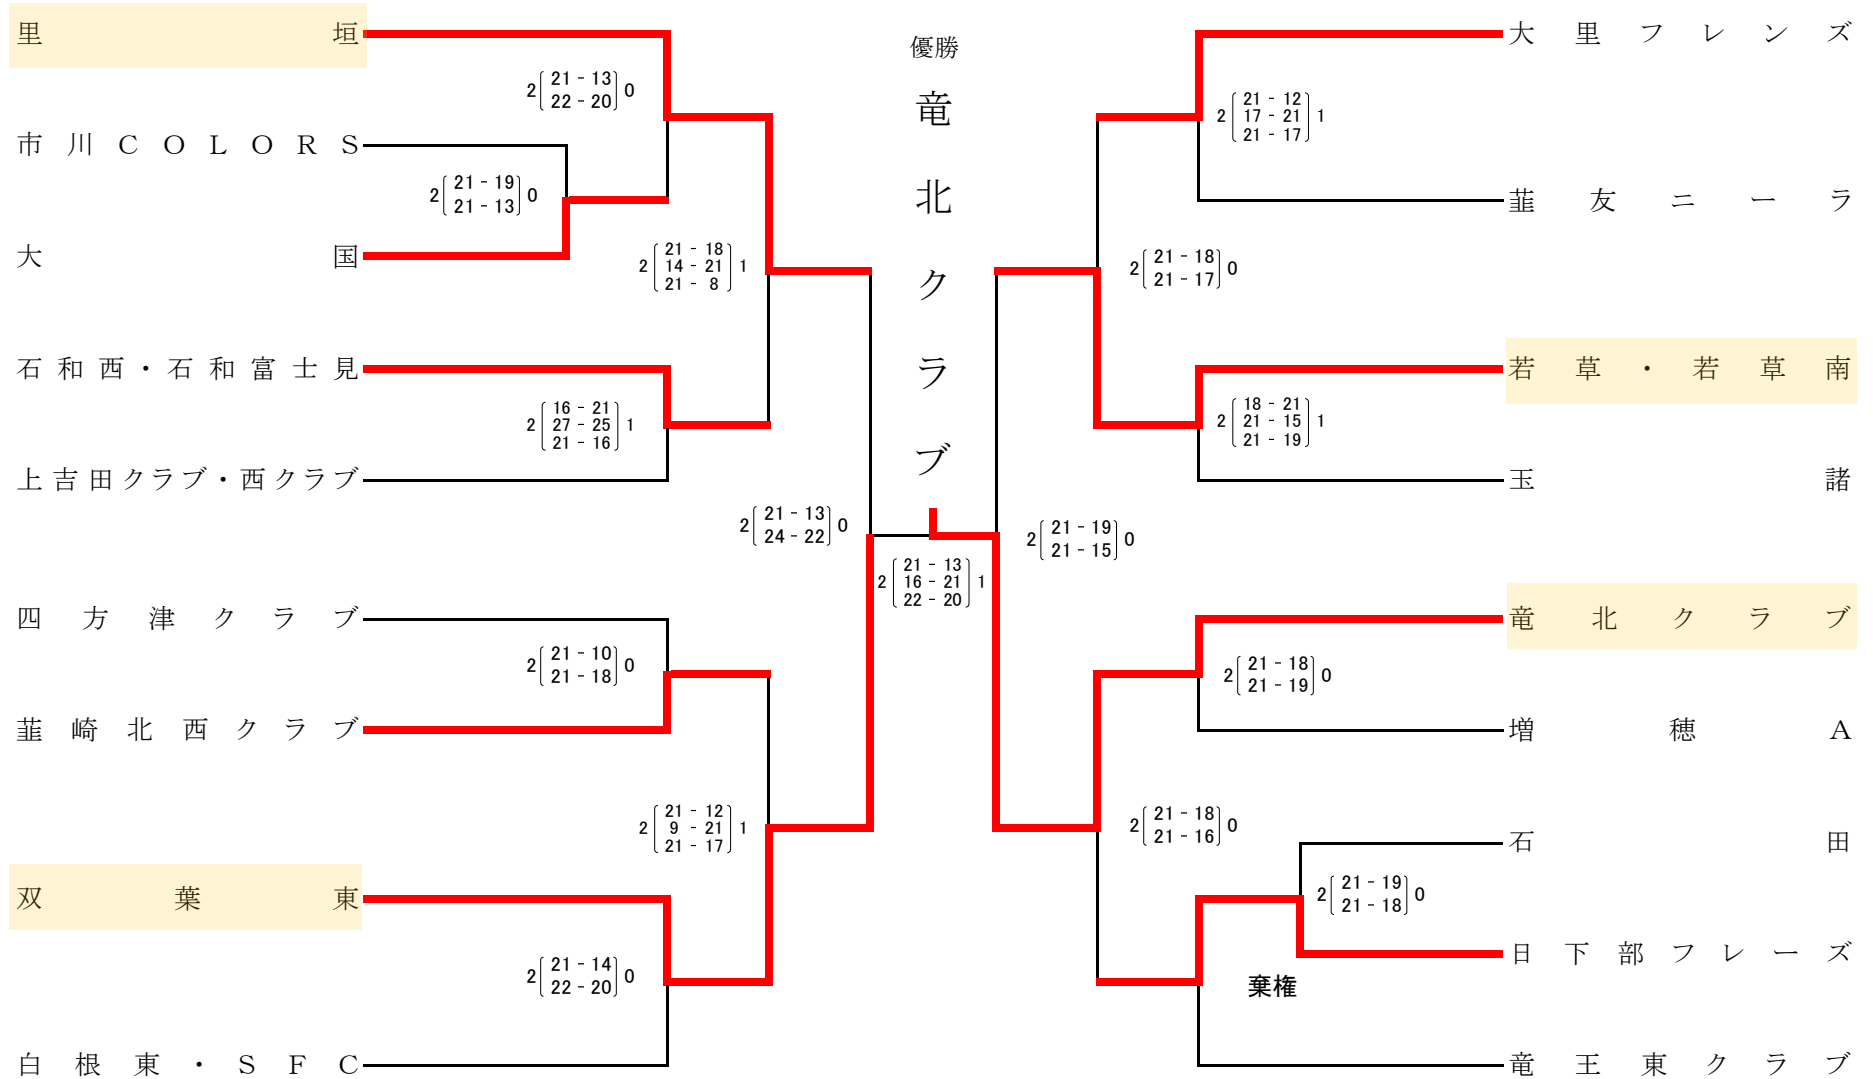 優勝
竜北クラブ
里垣
2 21 - 13 0
22 - 20
市川COLORS
2 21 - 19 0
21 - 13
大国
2 21 - 18 1
14 - 21
21 - 8
石和西・石和富士見
2 16 - 21 1
27 - 25
21 - 16
上吉田クラブ・西クラブ
2 21 - 13 0
24 - 22
四方津クラブ
2 21 - 10 0
21 - 18
韮崎北西クラブ
2 21 - 12 1
9 - 21
21 - 17
双葉東
2 21 - 14 0
22 - 20
白根東・SFC
2 21 - 13 1
16 - 21
22 - 20
大里フレンズ
2 21 - 12 1
17 - 21
21 - 17
韮友ニーラ
2 21 - 18 0
21 - 17
若草・若草南
2 18 - 21 1
21 - 15
21 - 19
玉諸
2 21 - 19 0
21 - 15
竜北クラブ
2 21 - 18 0
21 - 19
増穂A
2 21 - 18 0
21 - 16
石田
2 21 - 19 0
21 - 18
日下部フレーズ
棄権
竜王東クラブ